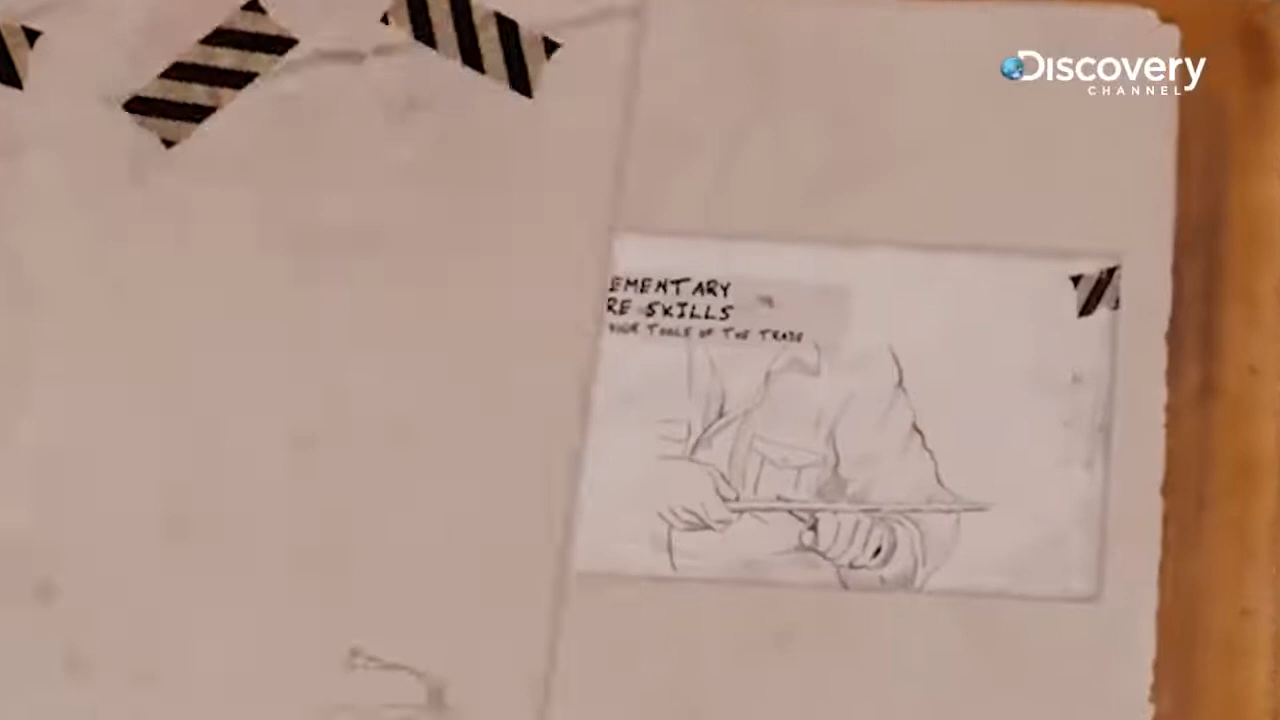 Discovery
CHANNEL
EMENTARY
RE SKILLS
YOUR TOOLS OF THE TRADE